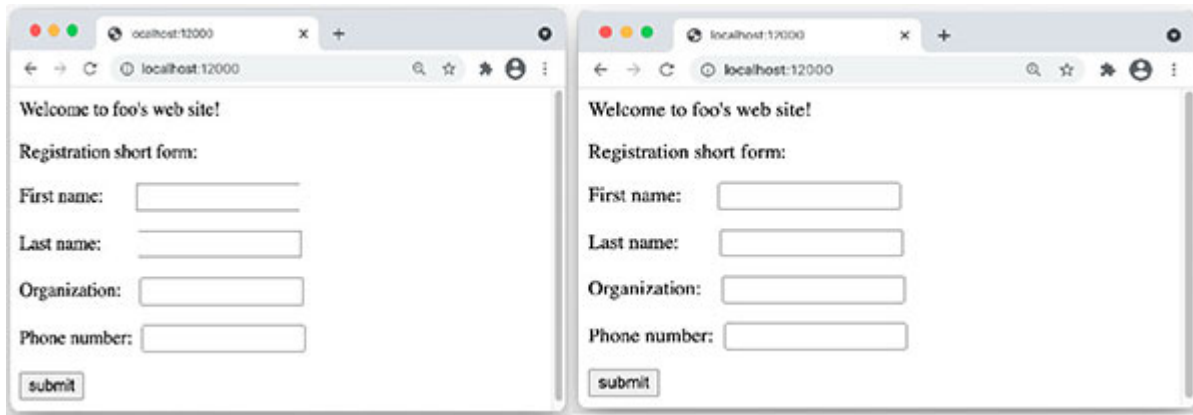 ocalhost:12000
localhost:12000
Welcome to foo's web site!
Registration short form:
First name:
Last name:
Organization:
Phone number:
submit
localhost:12000
localhost:12000
Welcome to foo's web site!
Registration short form:
First name:
Last name:
Organization:
Phone number:
submit